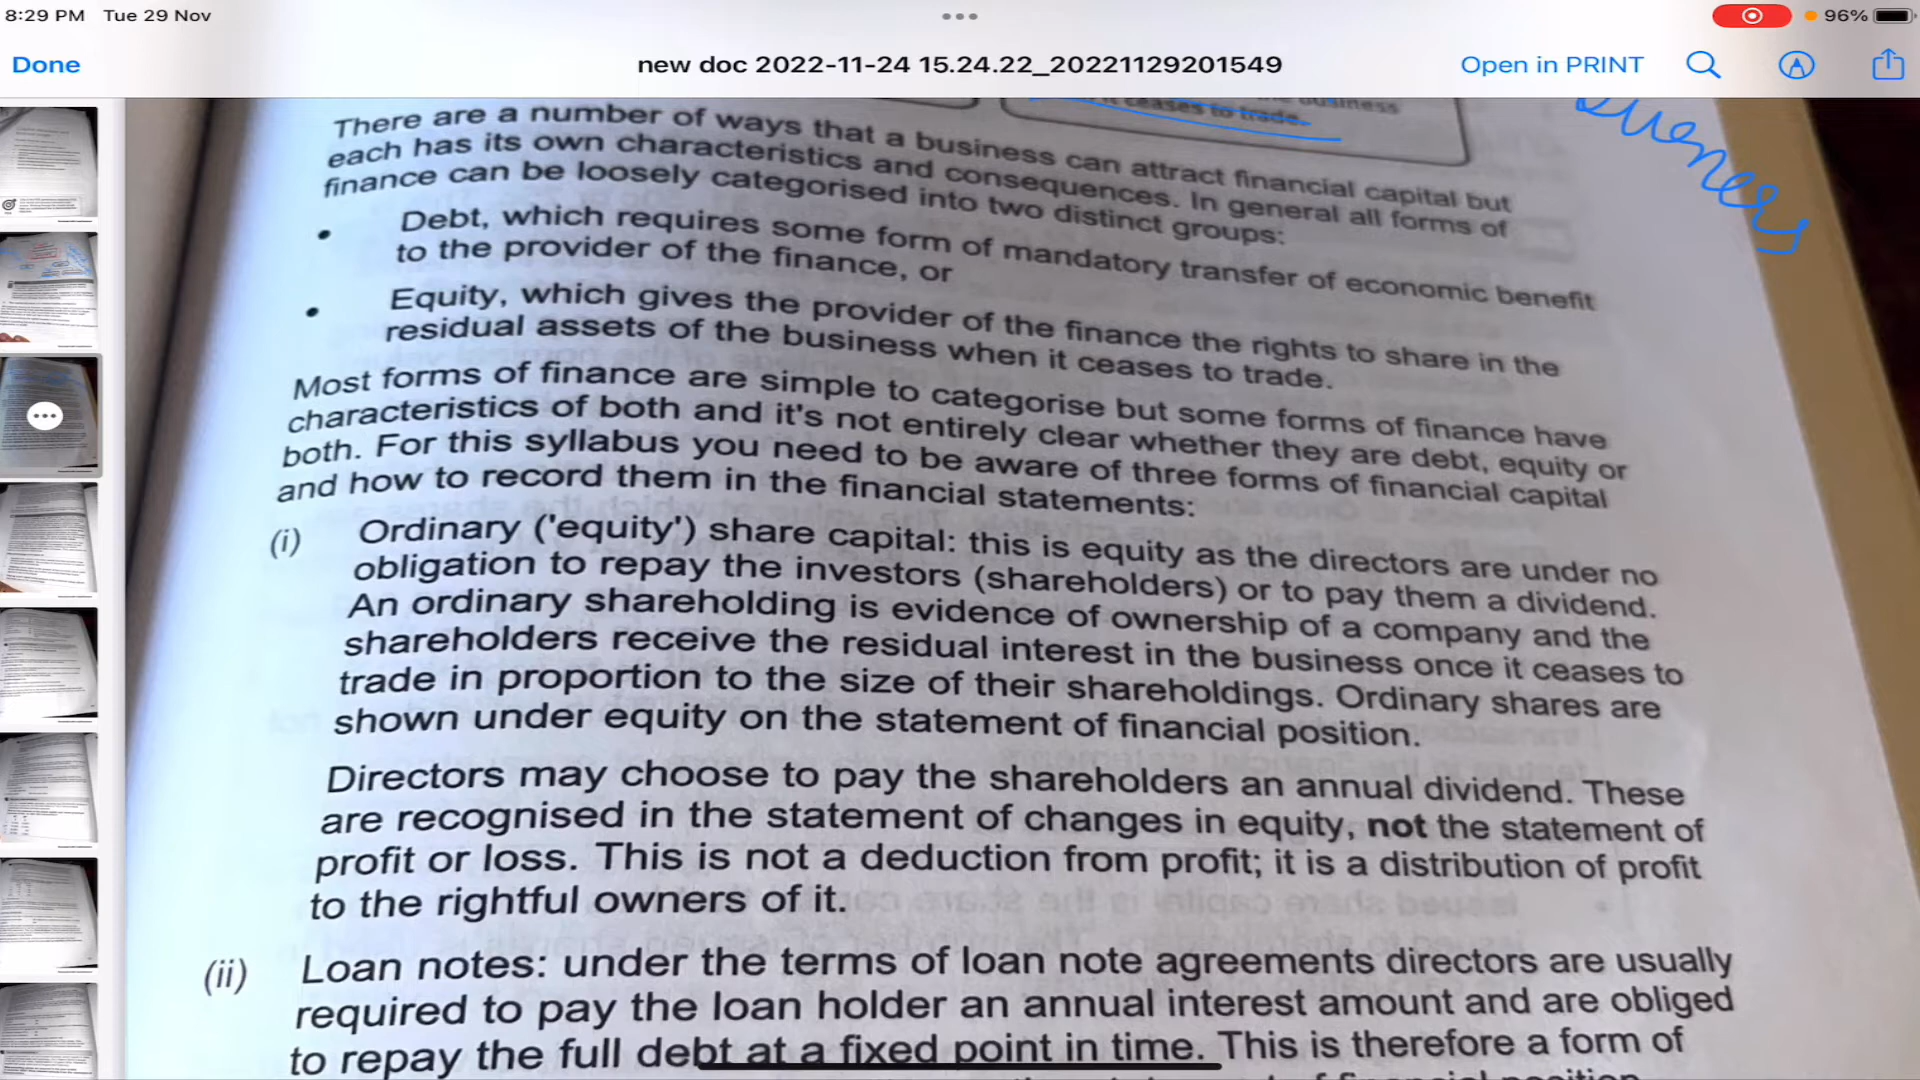 8:29 PM Tue 29 Nov
96%
Done
new doc 2022-11-24 15.24.22_20221129201549
Open in PRINT
ceases to trade.
business
There are a number of ways that a business can attract financial capital but
each has its own characteristics and consequences. In general all forms of
finance can be loosely categorised into two distinct groups:
• Debt, which requires some form of mandatory transfer of economic benefit
to the provider of the finance, or
• Equity, which gives the provider of the finance the rights to share in the
residual assets of the business when it ceases to trade.
Most forms of finance are simple to categorise but some forms of finance have
characteristics of both and it's not entirely clear whether they are debt, equity or
both. For this syllabus you need to be aware of three forms of financial capital
and how to record them in the financial statements:
(i) Ordinary ('equity') share capital: this is equity as the directors are under no
obligation to repay the investors (shareholders) or to pay them a dividend.
An ordinary shareholding is evidence of ownership of a company and the
shareholders receive the residual interest in the business once it ceases to
trade in proportion to the size of their shareholdings. Ordinary shares are
shown under equity on the statement of financial position.
Directors may choose to pay the shareholders an annual dividend. These
are recognised in the statement of changes in equity, not the statement of
profit or loss. This is not a deduction from profit; it is a distribution of profit
to the rightful owners of it.
(ii) Loan notes: under the terms of loan note agreements directors are usually
required to pay the loan holder an annual interest amount and are obliged
to repay the full debt at a fixed point in time. This is therefore a form of